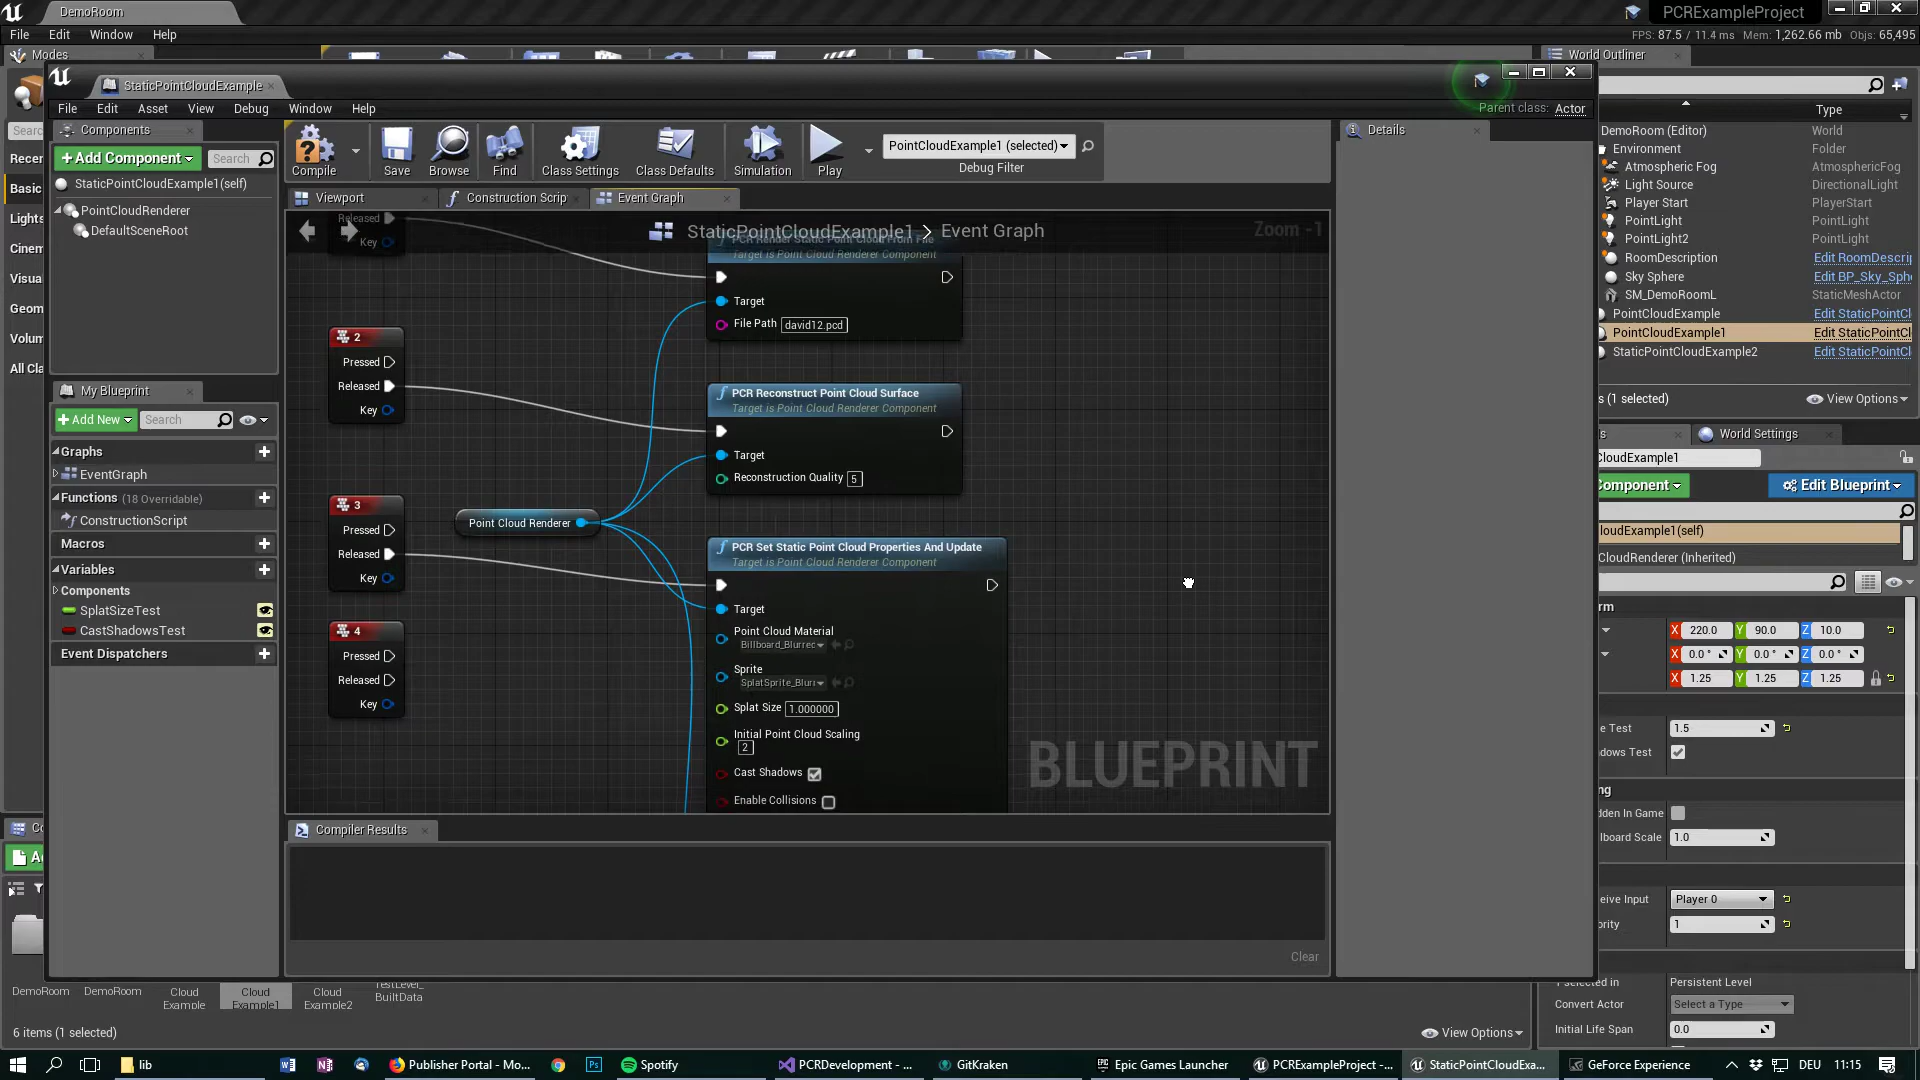 DemoRoom
PCRExampleProject
File Edit Window Help
FPS: 87.5 / 11.4 ms Mem: 1,262.66 mb Objs: 65,495
Modes
World Outliner
StaticPointCloudExample
File Edit Asset View Debug Window Help
Parent class: Actor
Components
Details
Type
+Add Component
Search
Compile
Save
Browse
Find
Class Settings
Class Defaults
Simulation
Play
PointCloudExample1 (selected)
Debug Filter
StaticPointCloudExample1(self)
PointCloudRenderer
DefaultSceneRoot
Viewport
Construction Scrip
Event Graph
StaticPointCloudExample1 > Event Graph
Zoom -1
Released
Key
PCR Render Static Point Cloud From File
Target is Point Cloud Renderer Component
Target
File Path david12.pcd
2
Pressed
Released
Key
PCR Reconstruct Point Cloud Surface
Target is Point Cloud Renderer Component
Target
Reconstruction Quality 5
3
Pressed
Released
Key
Point Cloud Renderer
PCR Set Static Point Cloud Properties And Update
Target is Point Cloud Renderer Component
Target
Point Cloud Material
Billboard_Blurred
Sprite
Splat Size 1.000000
Initial Point Cloud Scaling
2
Cast Shadows
Enable Collisions
4
Pressed
Released
Key
BLUEPRINT
My Blueprint
+Add New
Search
Graphs
EventGraph
Functions (18 Overridable)
ConstructionScript
Macros
Variables
Components
SplatSizeTest
CastShadowsTest
Event Dispatchers
Compiler Results
Clear
Searc
Recen
Basic
Lights
Cinem
Visua
Geom
Volum
All Cla
DemoRoom (Editor) World
Environment Folder
Atmospheric Fog AtmosphericFog
Light Source DirectionalLight
Player Start PlayerStart
PointLight PointLight
PointLight2 PointLight
RoomDescription Edit RoomDescrip
Sky Sphere Edit BP_Sky_Sph
SM_DemoRoomL StaticMeshActor
PointCloudExample Edit StaticPointCl
PointCloudExample1 Edit StaticPointCl
StaticPointCloudExample2 Edit StaticPointCl
s (1 selected)
View Options
World Settings
CloudExample1
Component
Edit Blueprint
loudExample1(self)
CloudRenderer (Inherited)
rm
X 220.0 Y 90.0 Z 10.0
X 0.0 ° Y 0.0 ° Z 0.0 °
X 1.25 Y 1.25 Z 1.25
e Test 1.5
dows Test
ng
dden In Game
lboard Scale 1.0
eive Input Player 0
ority 1
Persistent Level
Convert Actor Select a Type
Initial Life Span 0.0
DemoRoom
DemoRoom
Cloud
Example
Cloud
Example1
Cloud
Example2
TestLevel_
BuiltData
6 items (1 selected)
View Options
lib
Publisher Portal - Mo...
Spotify
PCRDevelopment - ...
GitKraken
Epic Games Launcher
PCRExampleProject -...
StaticPointCloudExa...
GeForce Experience
DEU
11:15